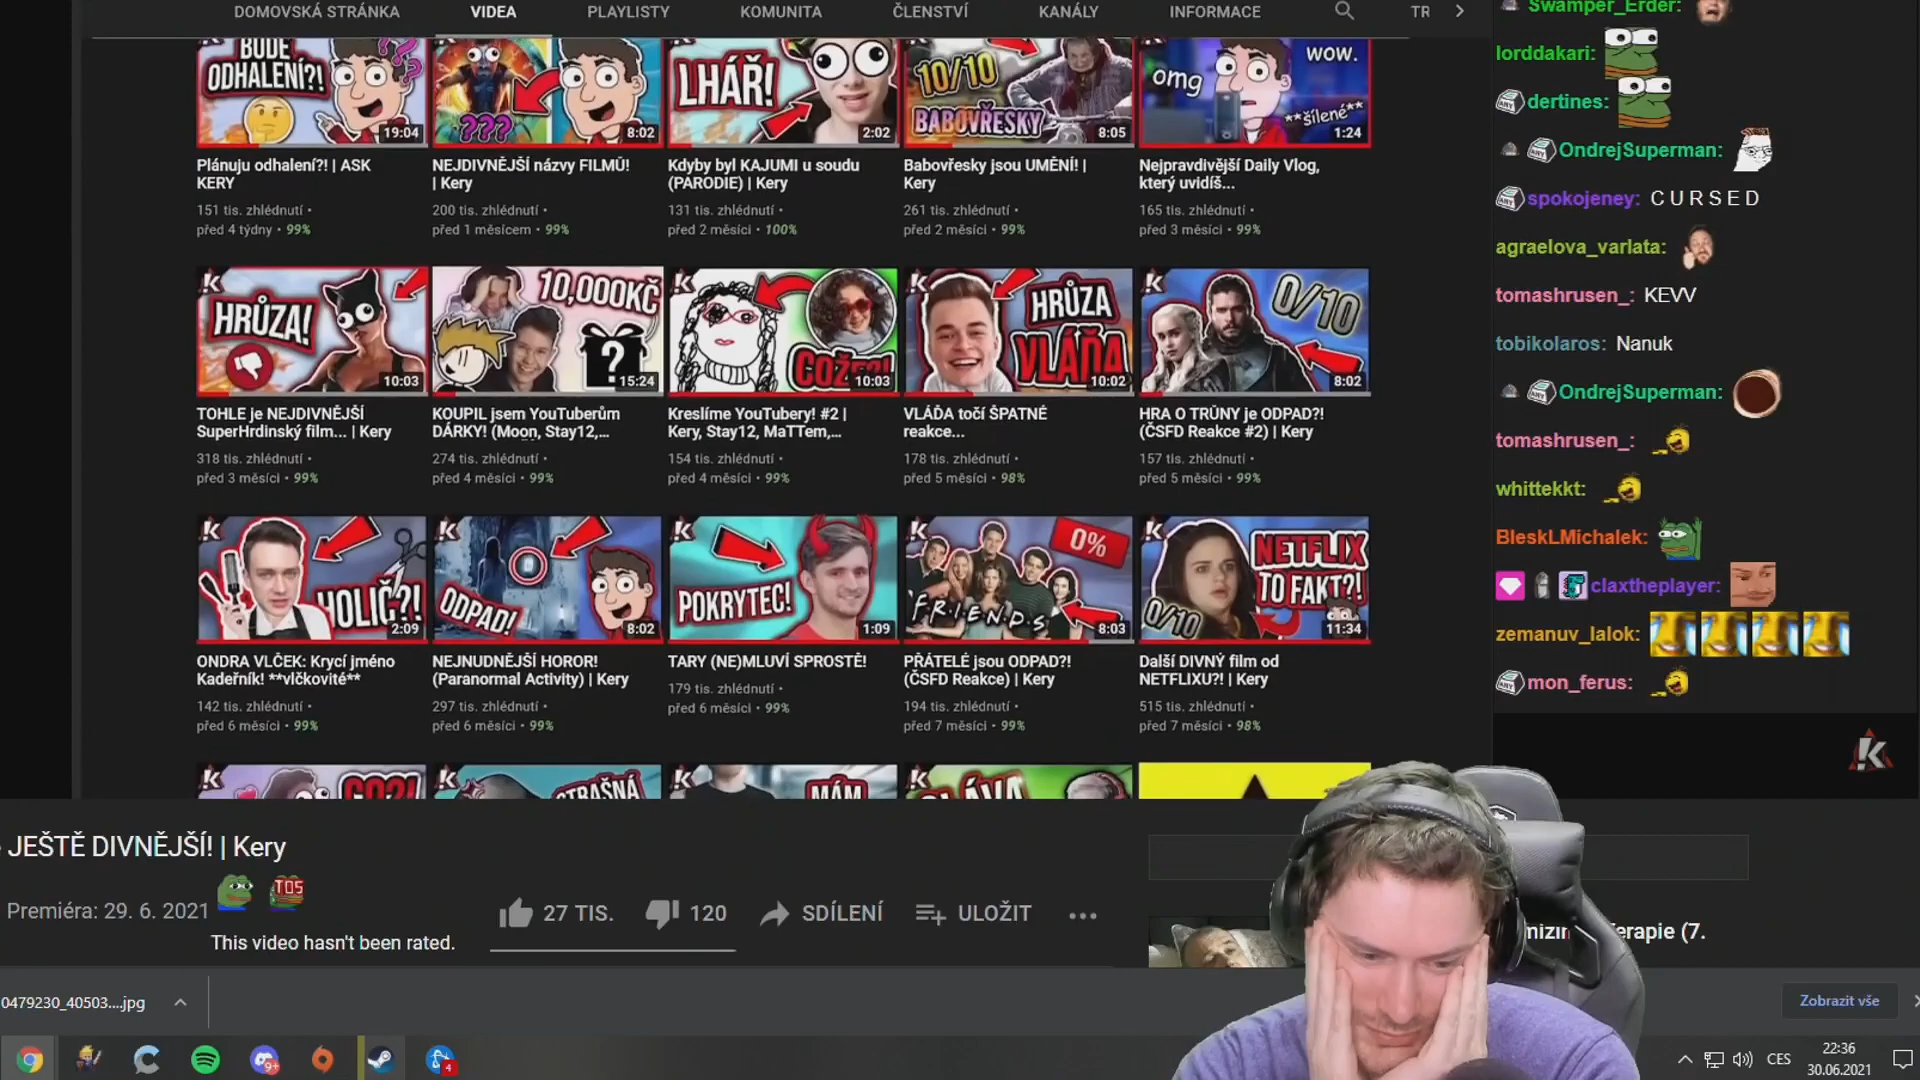 DOMOVSKÁ STRÁNKA VIDEA PLAYLISTY KOMUNITA ČLENSTVÍ KANÁLY INFORMACE TR
BUDE ODHALENÍ?!
19:04
???
8:02
LHÁŘ!
2:02
10/10
BABOVŘESKY
8:05
omg
WOW.
**šílené**
1:24
Plánuju odhalení?! | ASK
KERY
151 tis. zhlédnutí •
před 4 týdny • 99%
NEJDIVNĚJŠÍ názvy FILMŮ!
| Kery
200 tis. zhlédnutí •
před 1 měsícem • 99%
Kdyby byl KAJUMI u soudu
(PARODIE) | Kery
131 tis. zhlédnutí •
před 2 měsíci • 100%
Babovřesky jsou UMĚNÍ! |
Kery
261 tis. zhlédnutí •
před 2 měsíci • 99%
Nejpravdivější Daily Vlog,
který uvidíš...
165 tis. zhlédnutí •
před 3 měsíci • 99%
HRŮZA!
10:03
10,000KČ
?
15:24
COŽE?!
10:03
HRŮZA
VLÁĎA
10:02
0/10
8:02
TOHLE je NEJDIVNĚJŠÍ
SuperHrdinský film... | Kery
318 tis. zhlédnutí •
před 3 měsíci • 99%
KOUPIL jsem YouTuberům
DÁRKY! (Moon, Stay12,...
274 tis. zhlédnutí •
před 4 měsíci • 99%
Kreslíme YouTubery! #2 |
Kery, Stay12, MaTTem,...
154 tis. zhlédnutí •
před 4 měsíci • 99%
VLÁĎA točí ŠPATNÉ
reakce...
178 tis. zhlédnutí •
před 5 měsíci • 98%
HRA O TRŮNY je ODPAD?!
(ČSFD Reakce #2) | Kery
157 tis. zhlédnutí •
před 5 měsíci • 99%
HOLIČ?!
2:09
ODPAD!
8:02
POKRYTEC!
1:09
0%
F.R.I.E.N.D.S
8:03
NETFLIX
TO FAKT?!
0/10
11:34
ONDRA VLČEK: Krycí jméno
Kadeřník! **vlčkovité**
142 tis. zhlédnutí •
před 6 měsíci • 99%
NEJNUDNĚJŠÍ HOROR!
(Paranormal Activity) | Kery
297 tis. zhlédnutí •
před 6 měsíci • 99%
TARY (NE)MLUVÍ SPROSTĚ!
179 tis. zhlédnutí •
před 6 měsíci • 99%
PŘÁTELÉ jsou ODPAD?!
(ČSFD Reakce) | Kery
194 tis. zhlédnutí •
před 7 měsíci • 99%
Další DIVNÝ film od
NETFLIXU?! | Kery
515 tis. zhlédnutí •
před 7 měsíci • 98%
Swamper_Erder:
lorddakari:
dertines:
OndrejSuperman:
spokojeney: C U R S E D
agraelova_varlata:
tomashrusen_: KEVV
tobikolaros: Nanuk
OndrejSuperman:
tomashrusen_:
whittekkt:
BleskLMichalek:
claxtheplayer:
zemanuv_lalok:
mon_ferus:
JEŠTĚ DIVNĚJŠÍ! | Kery
Premiéra: 29. 6. 2021
TOS
This video hasn't been rated.
27 TIS. 120 SDÍLENÍ ULOŽIT
erapie (7.
0479230_40503....jpg
Zobrazit vše
9+
4
CES
22:36
30.06.2021